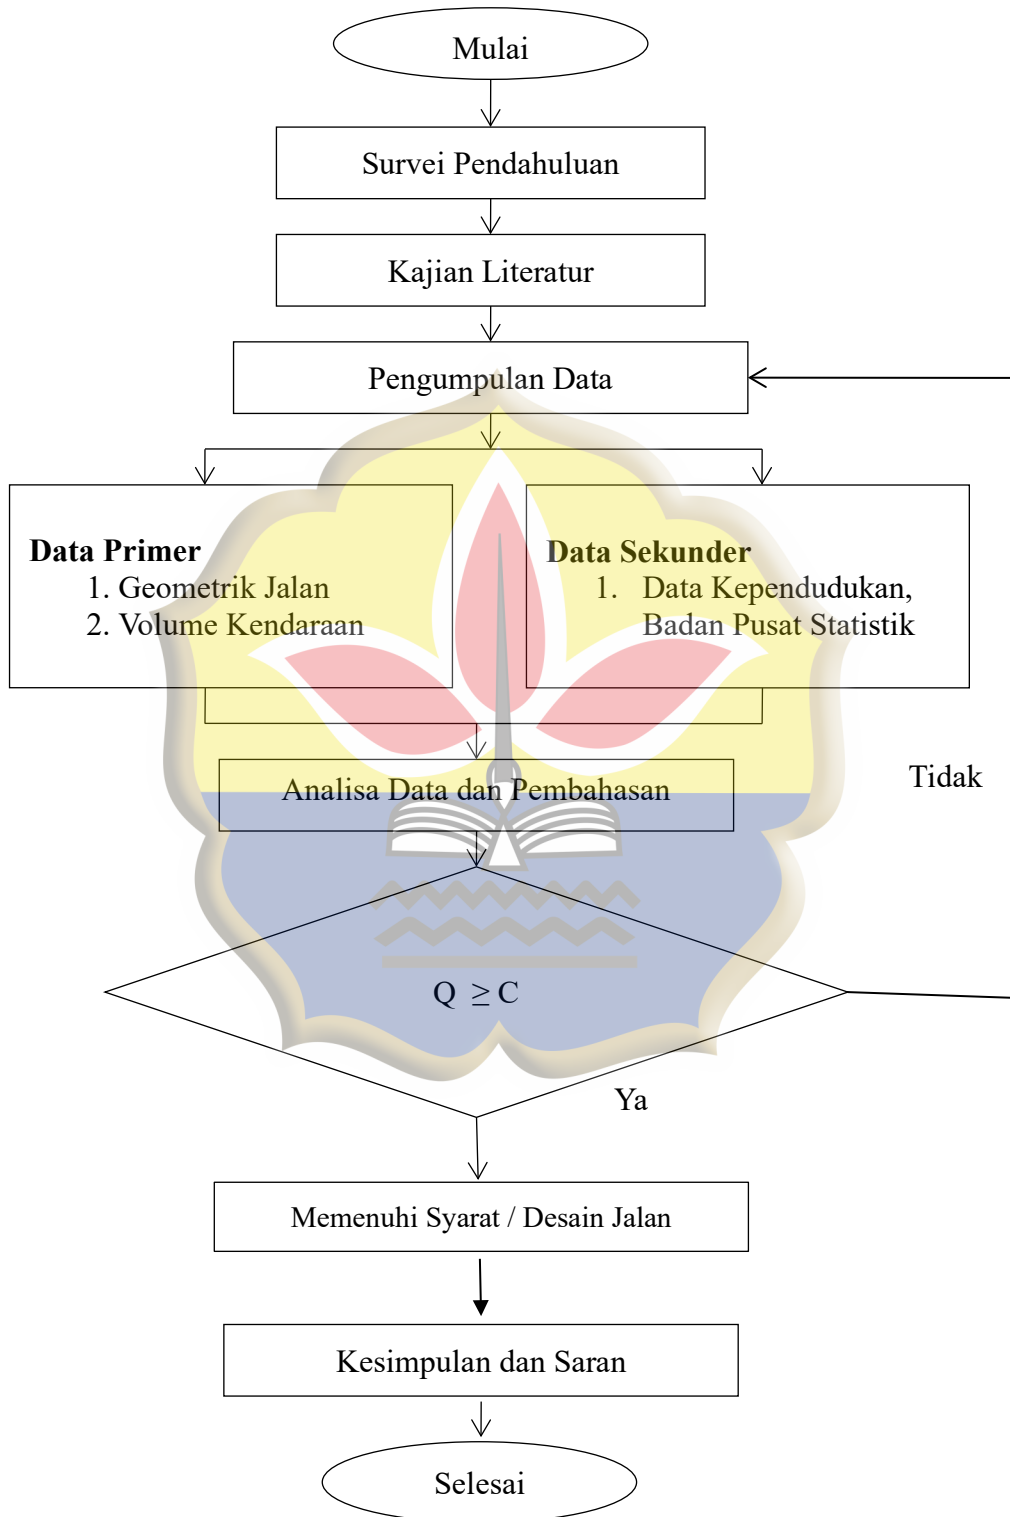 Mulai
Survei Pendahuluan
Kajian Literatur
Pengumpulan Data
Data Primer
1. Geometrik Jalan
2. Volume Kendaraan
Data Sekunder
1. Data Kependudukan,
Badan Pusat Statistik
Analisa Data dan Pembahasan
Tidak
Q ≥ C
Ya
Memenuhi Syarat / Desain Jalan
Kesimpulan dan Saran
Selesai